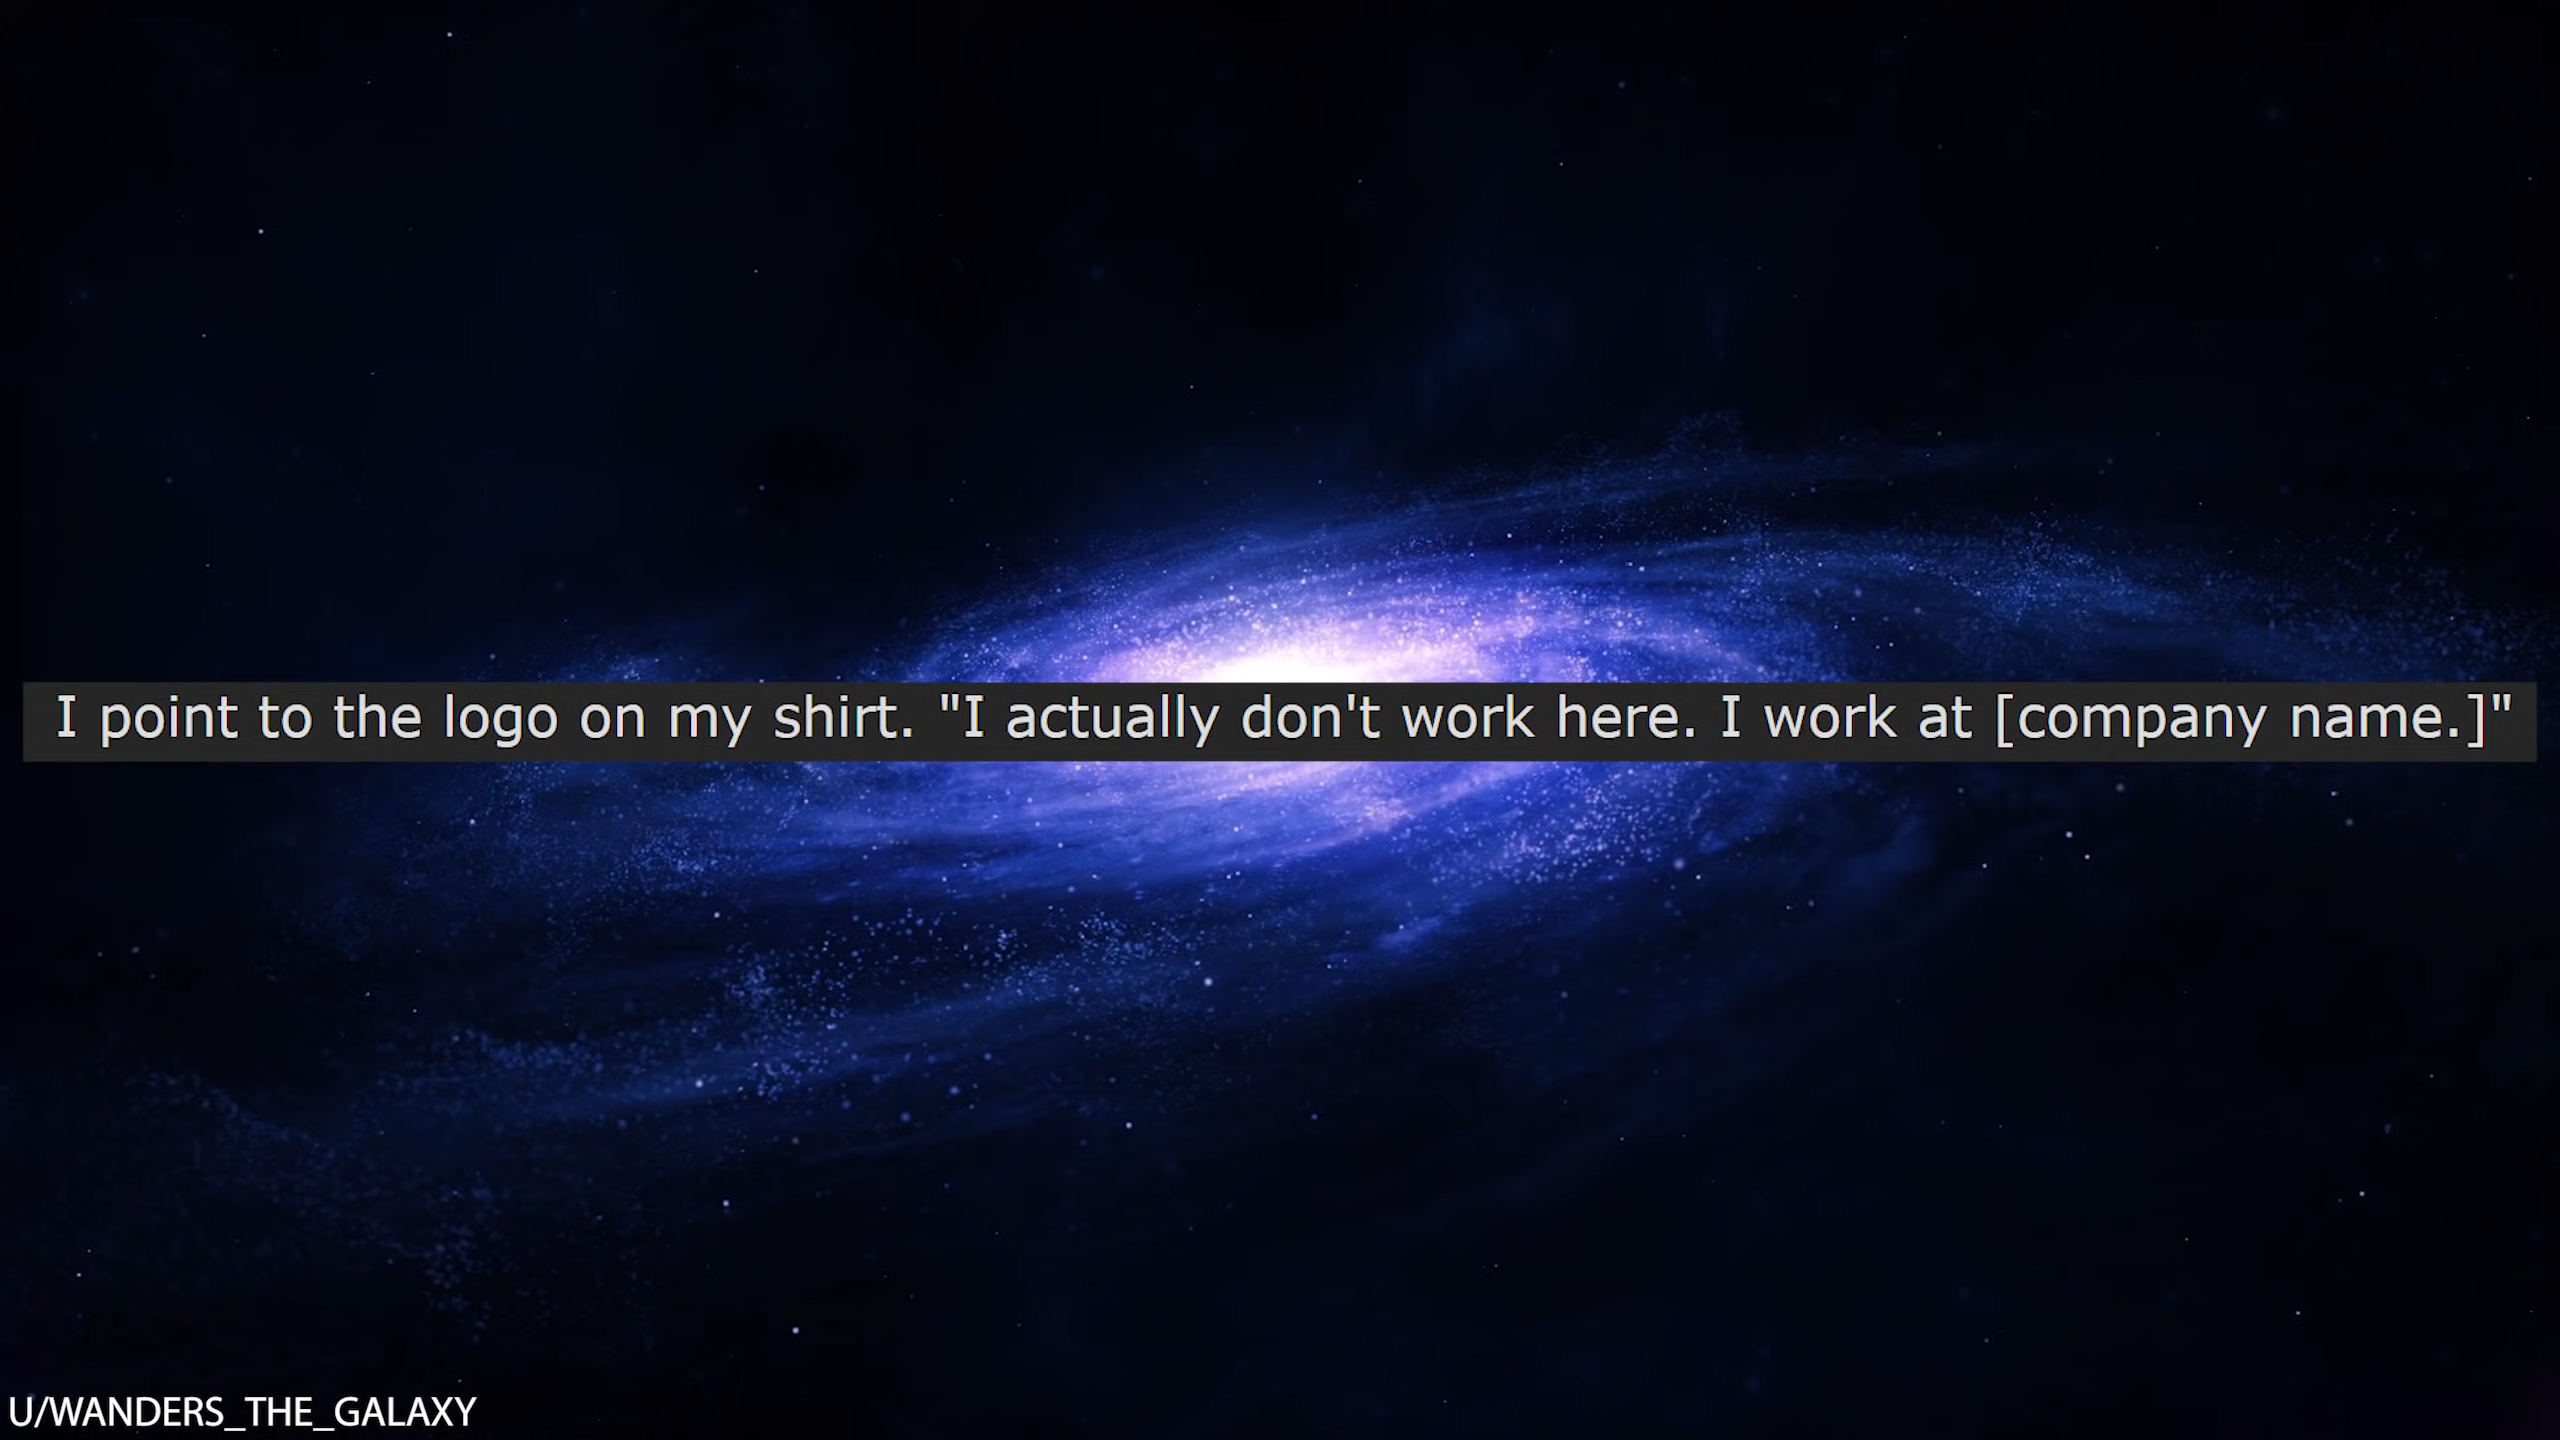 I point to the logo on my shirt. "I actually don't work here. I work at [company name.]"
U/WANDERS_THE_GALAXY